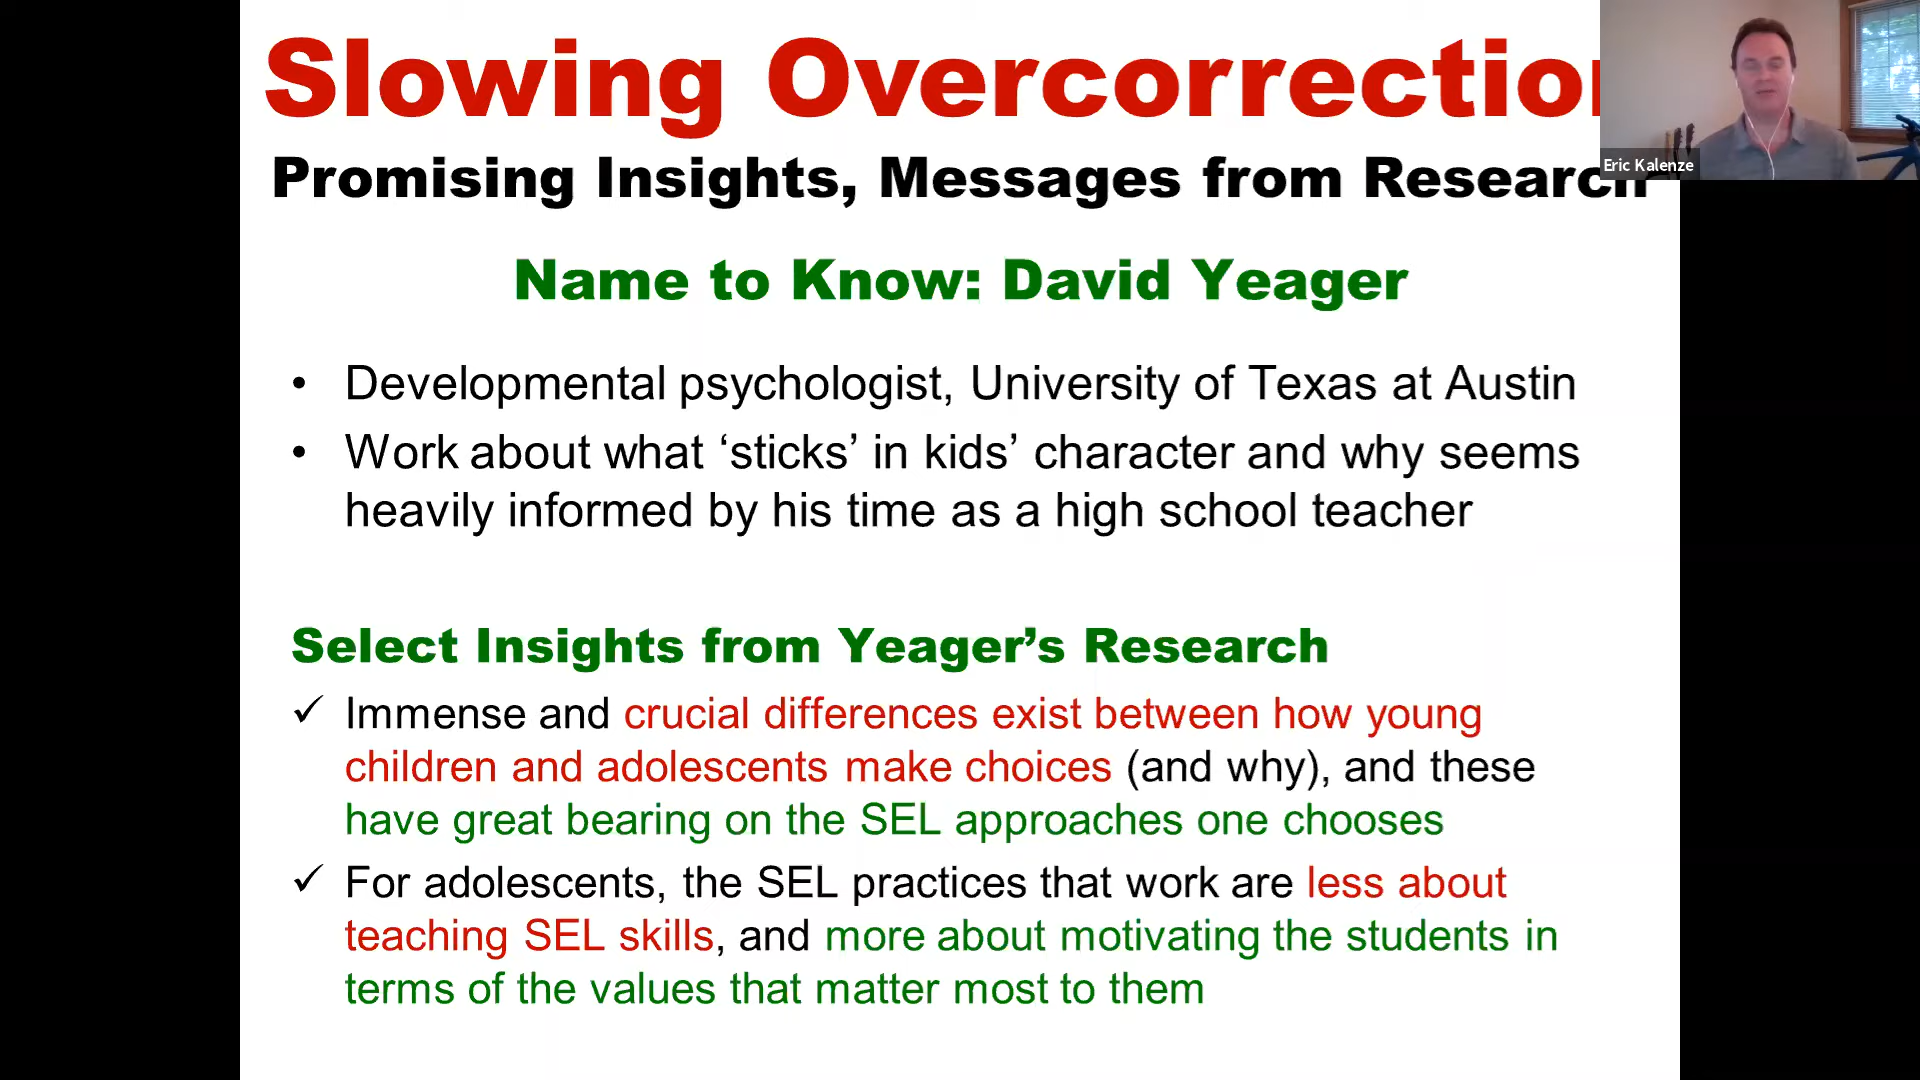 Slowing Overcorrection
Promising Insights, Messages from Research
Eric Kalenze
Name to Know: David Yeager
• Developmental psychologist, University of Texas at Austin
• Work about what ‘sticks’ in kids’ character and why seems
heavily informed by his time as a high school teacher
Select Insights from Yeager’s Research
✓ Immense and crucial differences exist between how young
children and adolescents make choices (and why), and these
have great bearing on the SEL approaches one chooses
✓ For adolescents, the SEL practices that work are less about
teaching SEL skills, and more about motivating the students in
terms of the values that matter most to them